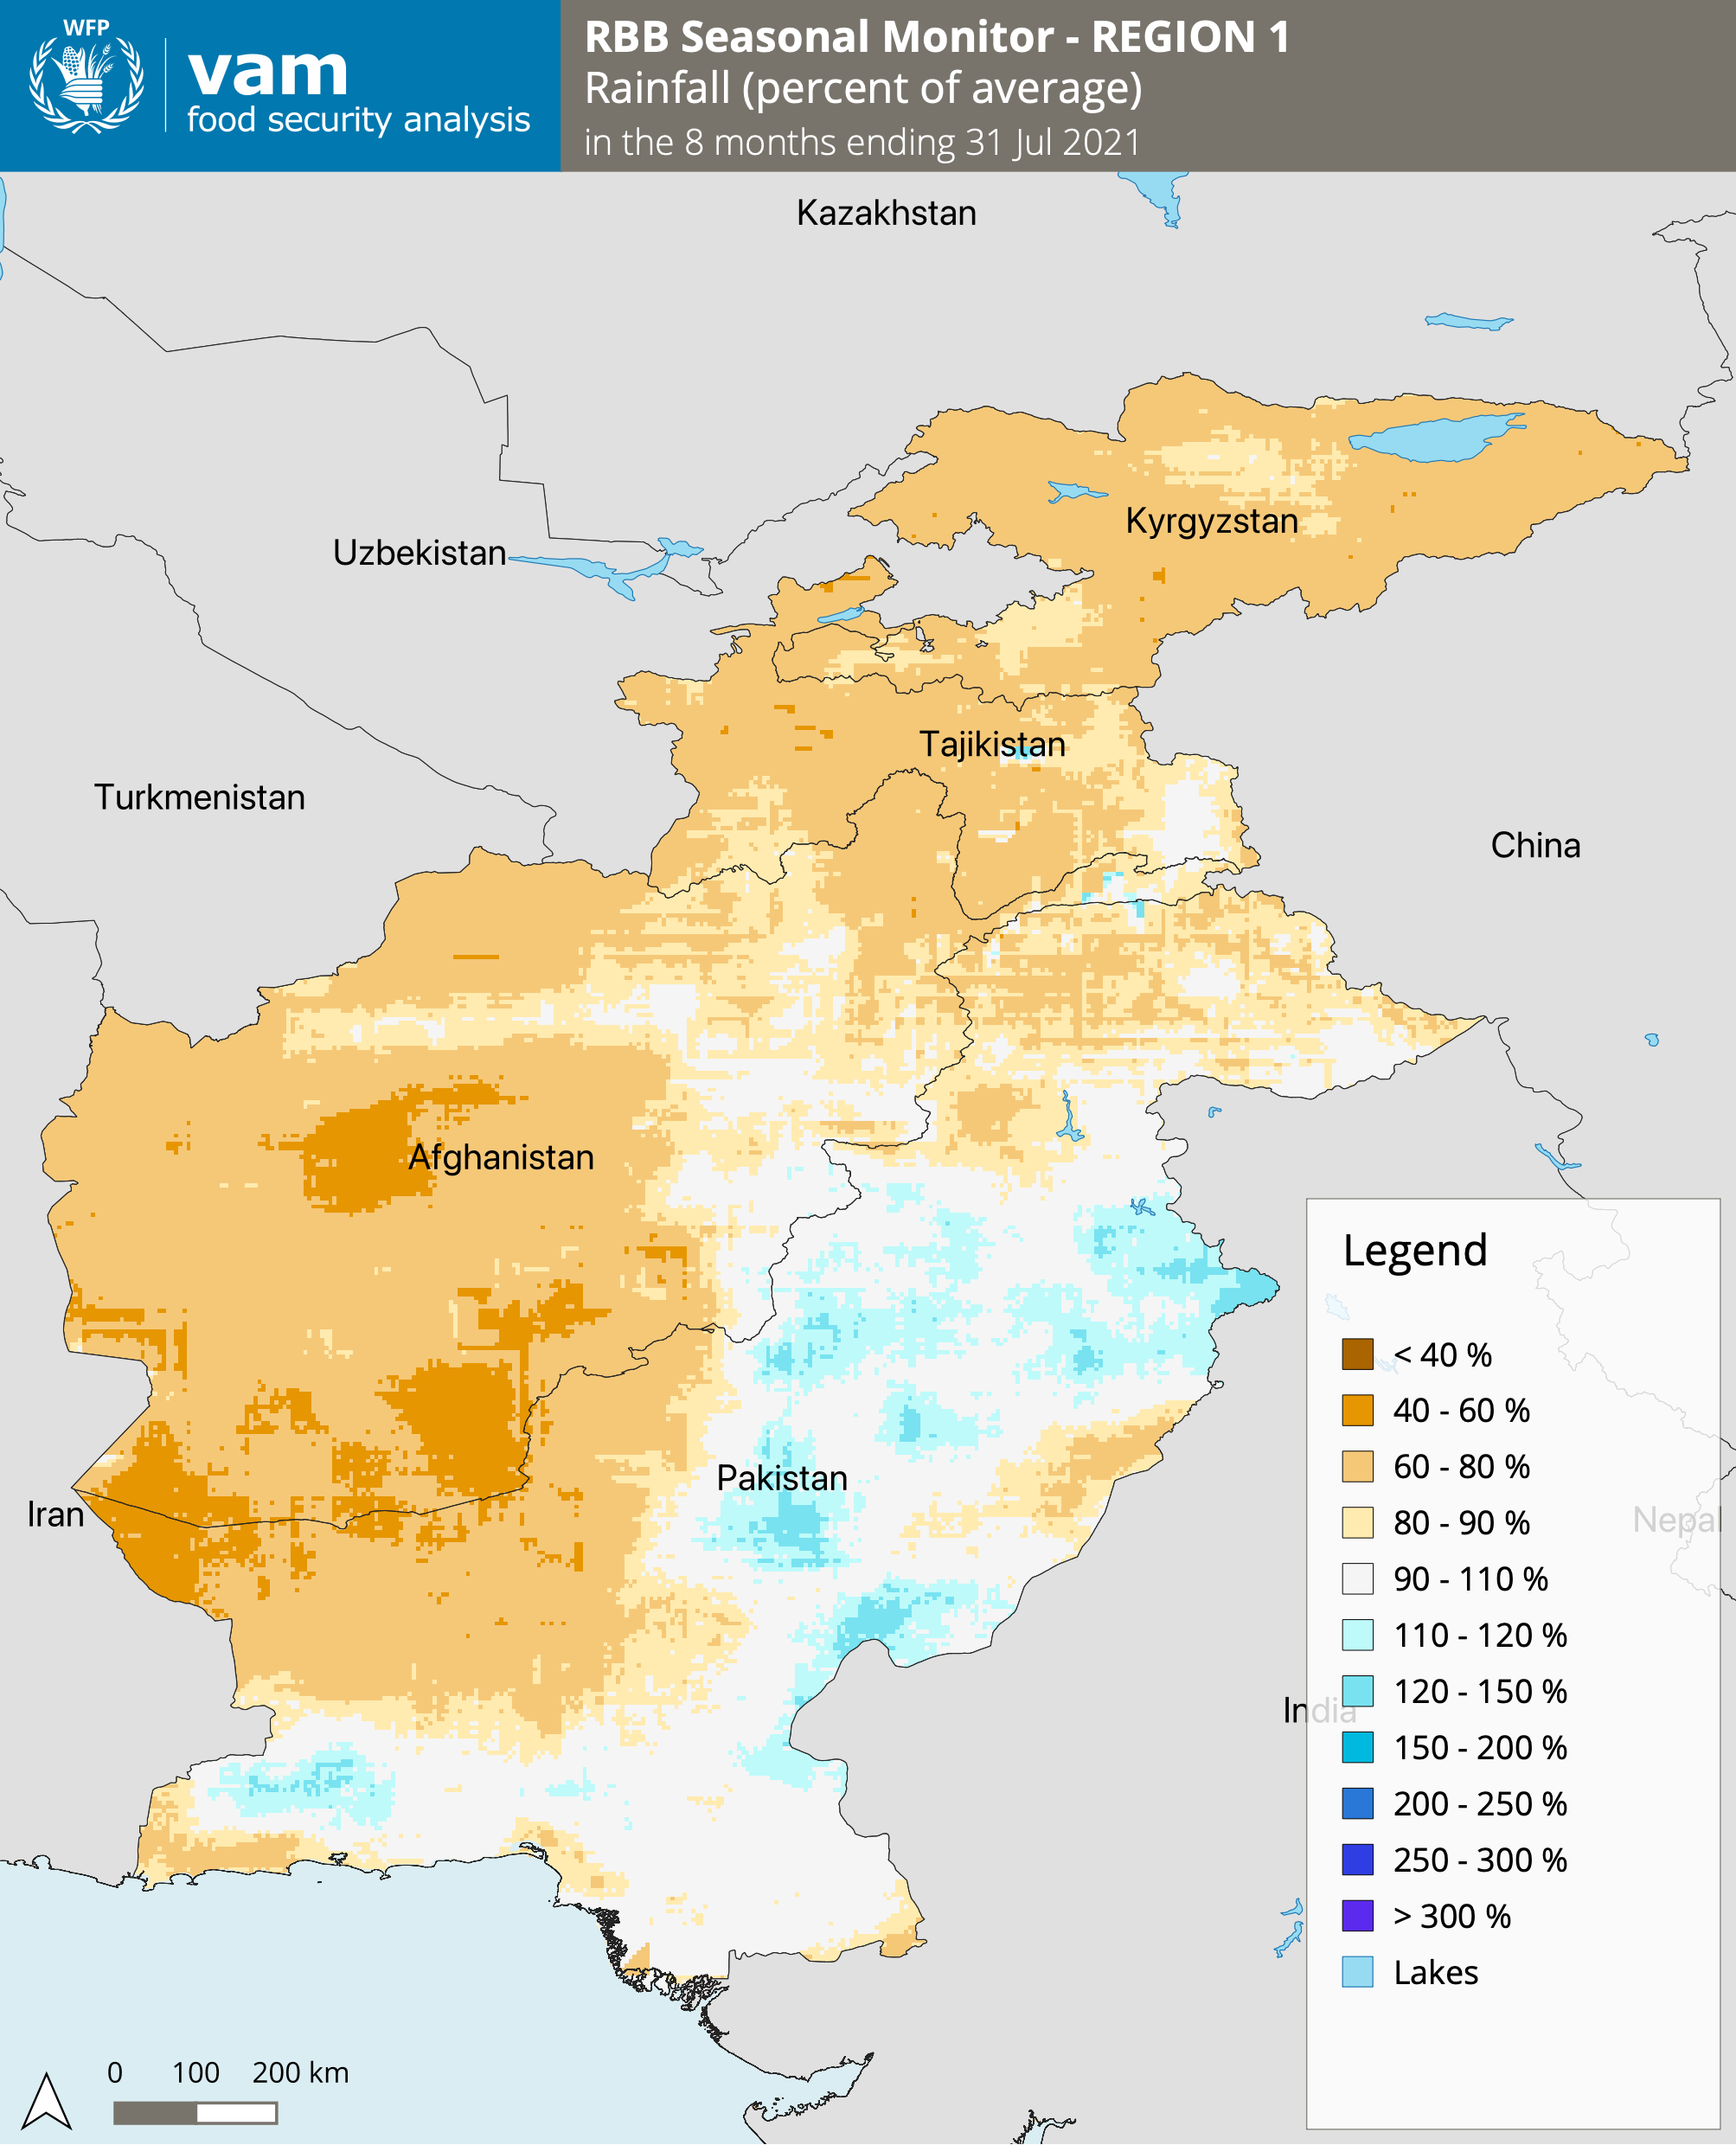 WFP
vam
food security analysis
RBB Seasonal Monitor - REGION 1
Rainfall (percent of average)
in the 8 months ending 31 Jul 2021
Kazakhstan
Kyrgyzstan
Uzbekistan
Tajikistan
Turkmenistan
China
Afghanistan
Pakistan
Iran
Nepal
India
Legend
< 40 %
40 - 60 %
60 - 80 %
80 - 90 %
90 - 110 %
110 - 120 %
120 - 150 %
150 - 200 %
200 - 250 %
250 - 300 %
> 300 %
Lakes
0 100 200 km